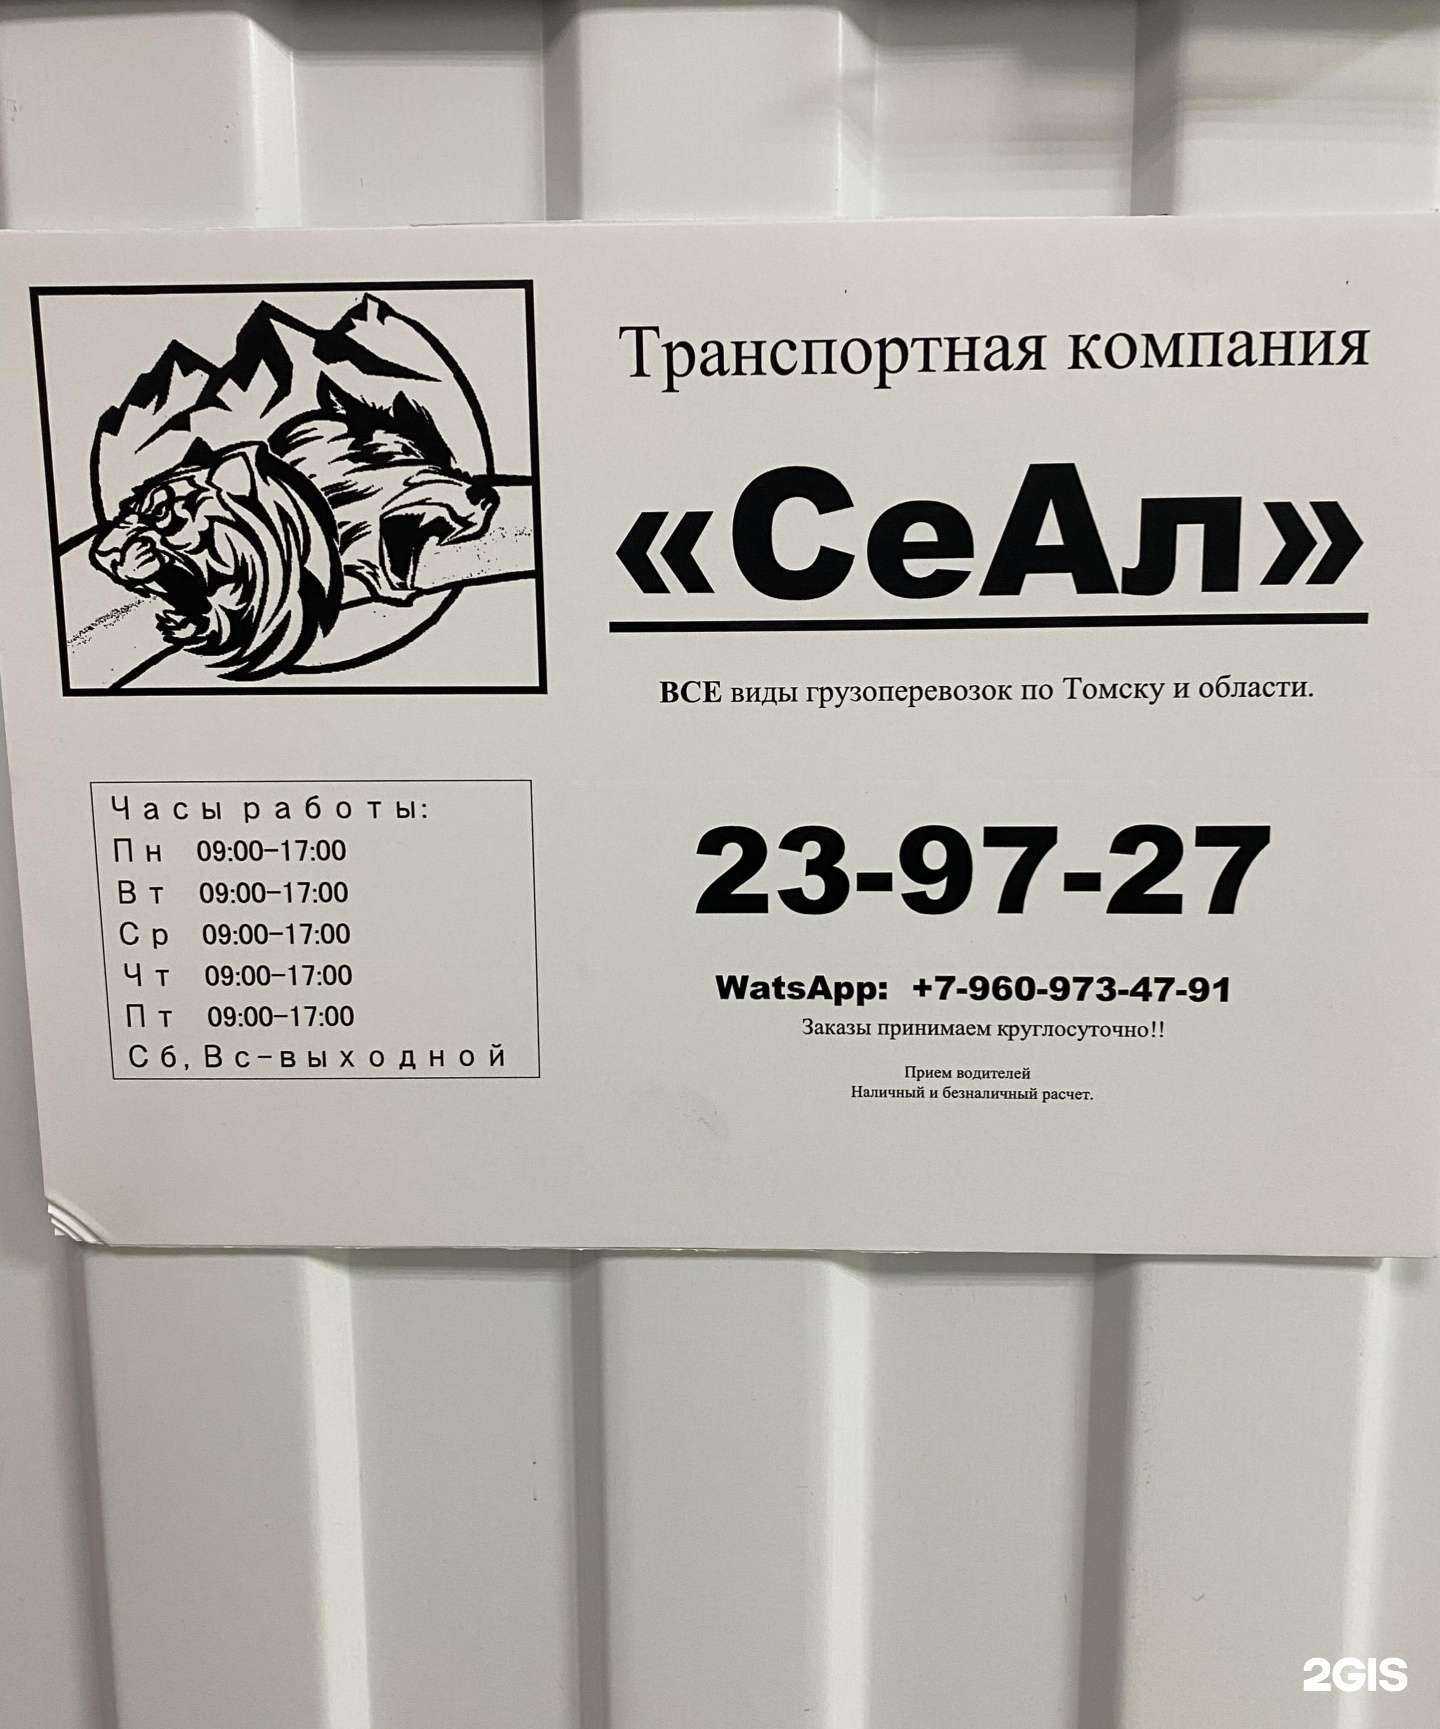 Транспортная компания
«СеАл»
ВСЕ виды грузоперевозок по Томску и области.
Часы работы:
Пн 09:00-17:00
Вт 09:00-17:00
Ср 09:00-17:00
Чт 09:00-17:00
Пт 09:00-17:00
Сб, Вс-выходной
23-97-27
WatsApp: +7-960-973-47-91
Заказы принимаем круглосуточно!!
Прием водителей
Наличный и безналичный расчет.
2GIS